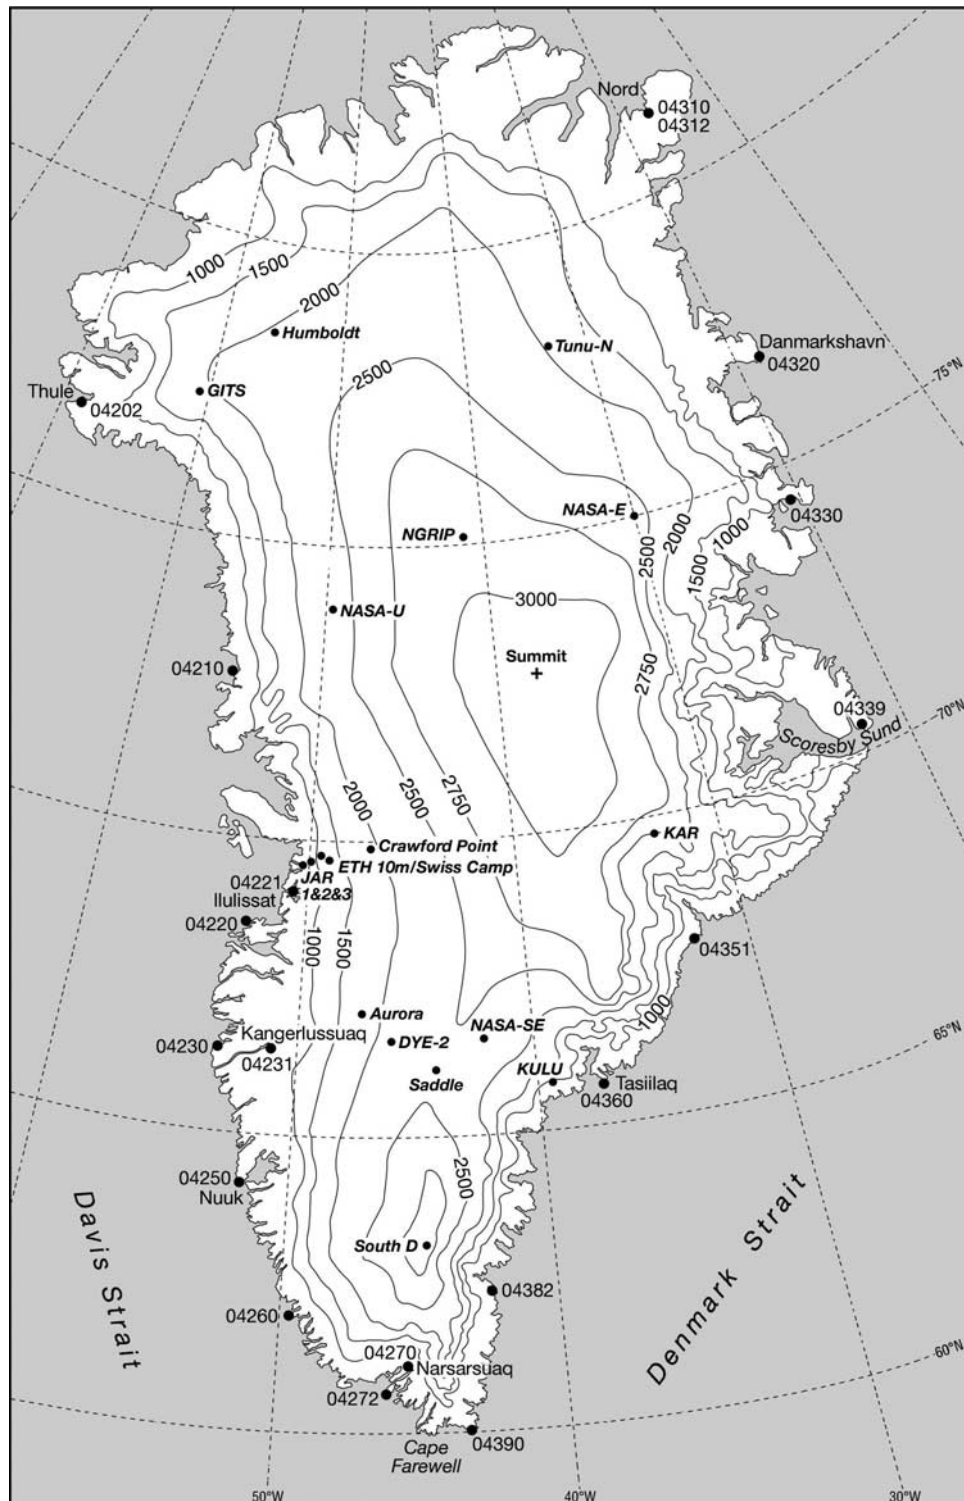 Nord
04310
04312
1000
1500
2000
Humboldt
Tunu-N
Danmarkshavn
04320
75°N
2500
GITS
Thule
04202
NASA-E
04330
NGRIP
2500
2000
1500
1000
3000
NASA-U
Summit
04210
2750
04339
Scoresby Sund
70°N
2000
2500
2750
KAR
Crawford Point
ETH 10m/Swiss Camp
JAR
1&2&3
04221
Ilulissat
04220
1000
1500
04351
1000
Aurora
NASA-SE
Kangerlussuaq
04230
04231
DYE-2
Saddle
KULU
Tasiilaq
04360
65°N
2500
04250
Nuuk
Davis Strait
Denmark Strait
South D
04382
04260
04270
Narsarsuaq
04272
60°N
04390
Cape
Farewell
50°W
40°W
30°W